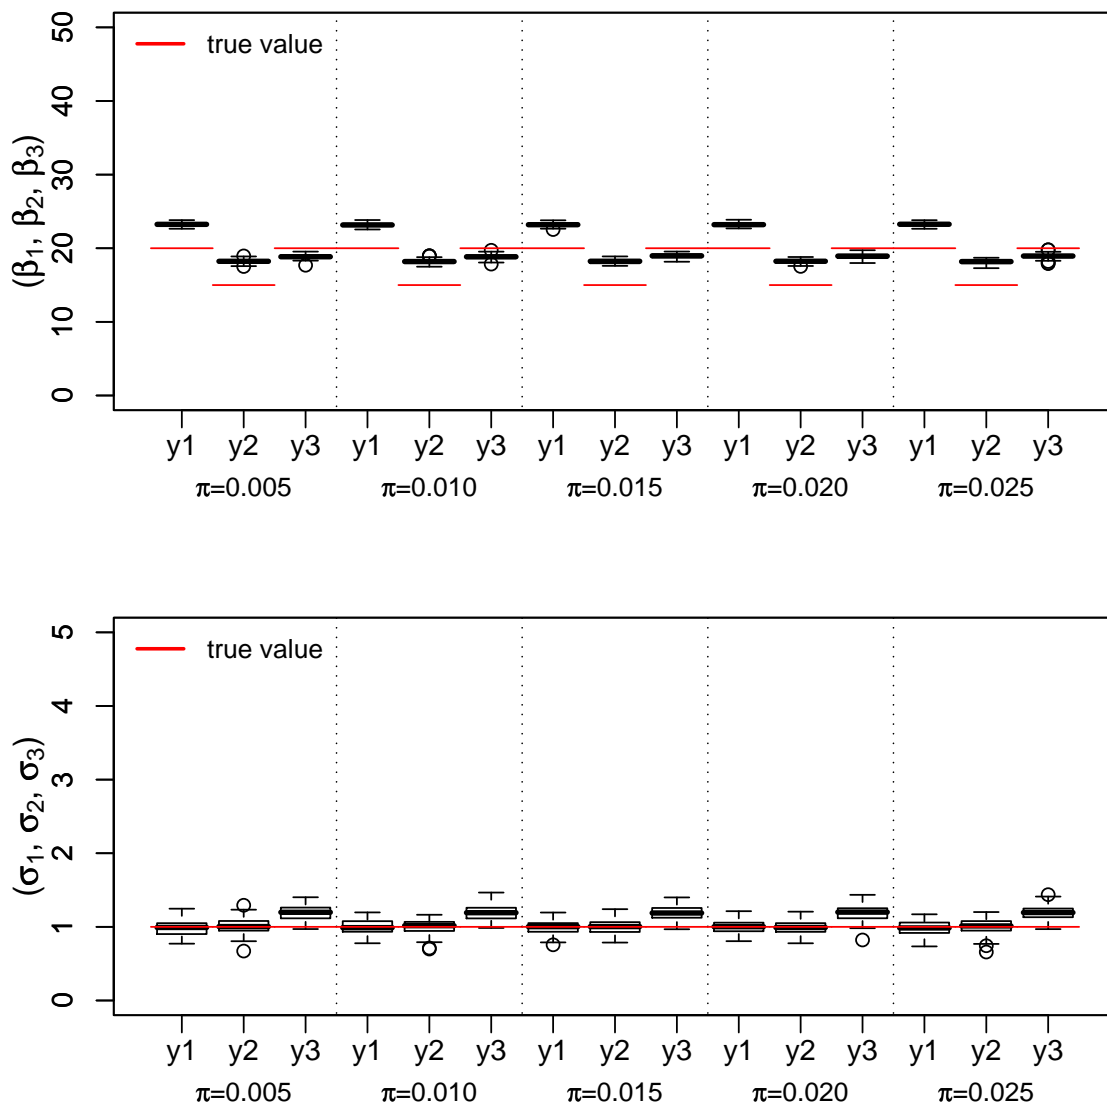 true value
(β1, β2, β3)
50
40
30
20
10
0
y1 y2 y3 y1 y2 y3 y1 y2 y3 y1 y2 y3 y1 y2 y3
π=0.005 π=0.010 π=0.015 π=0.020 π=0.025
true value
(σ1, σ2, σ3)
5
4
3
2
1
0
y1 y2 y3 y1 y2 y3 y1 y2 y3 y1 y2 y3 y1 y2 y3
π=0.005 π=0.010 π=0.015 π=0.020 π=0.025